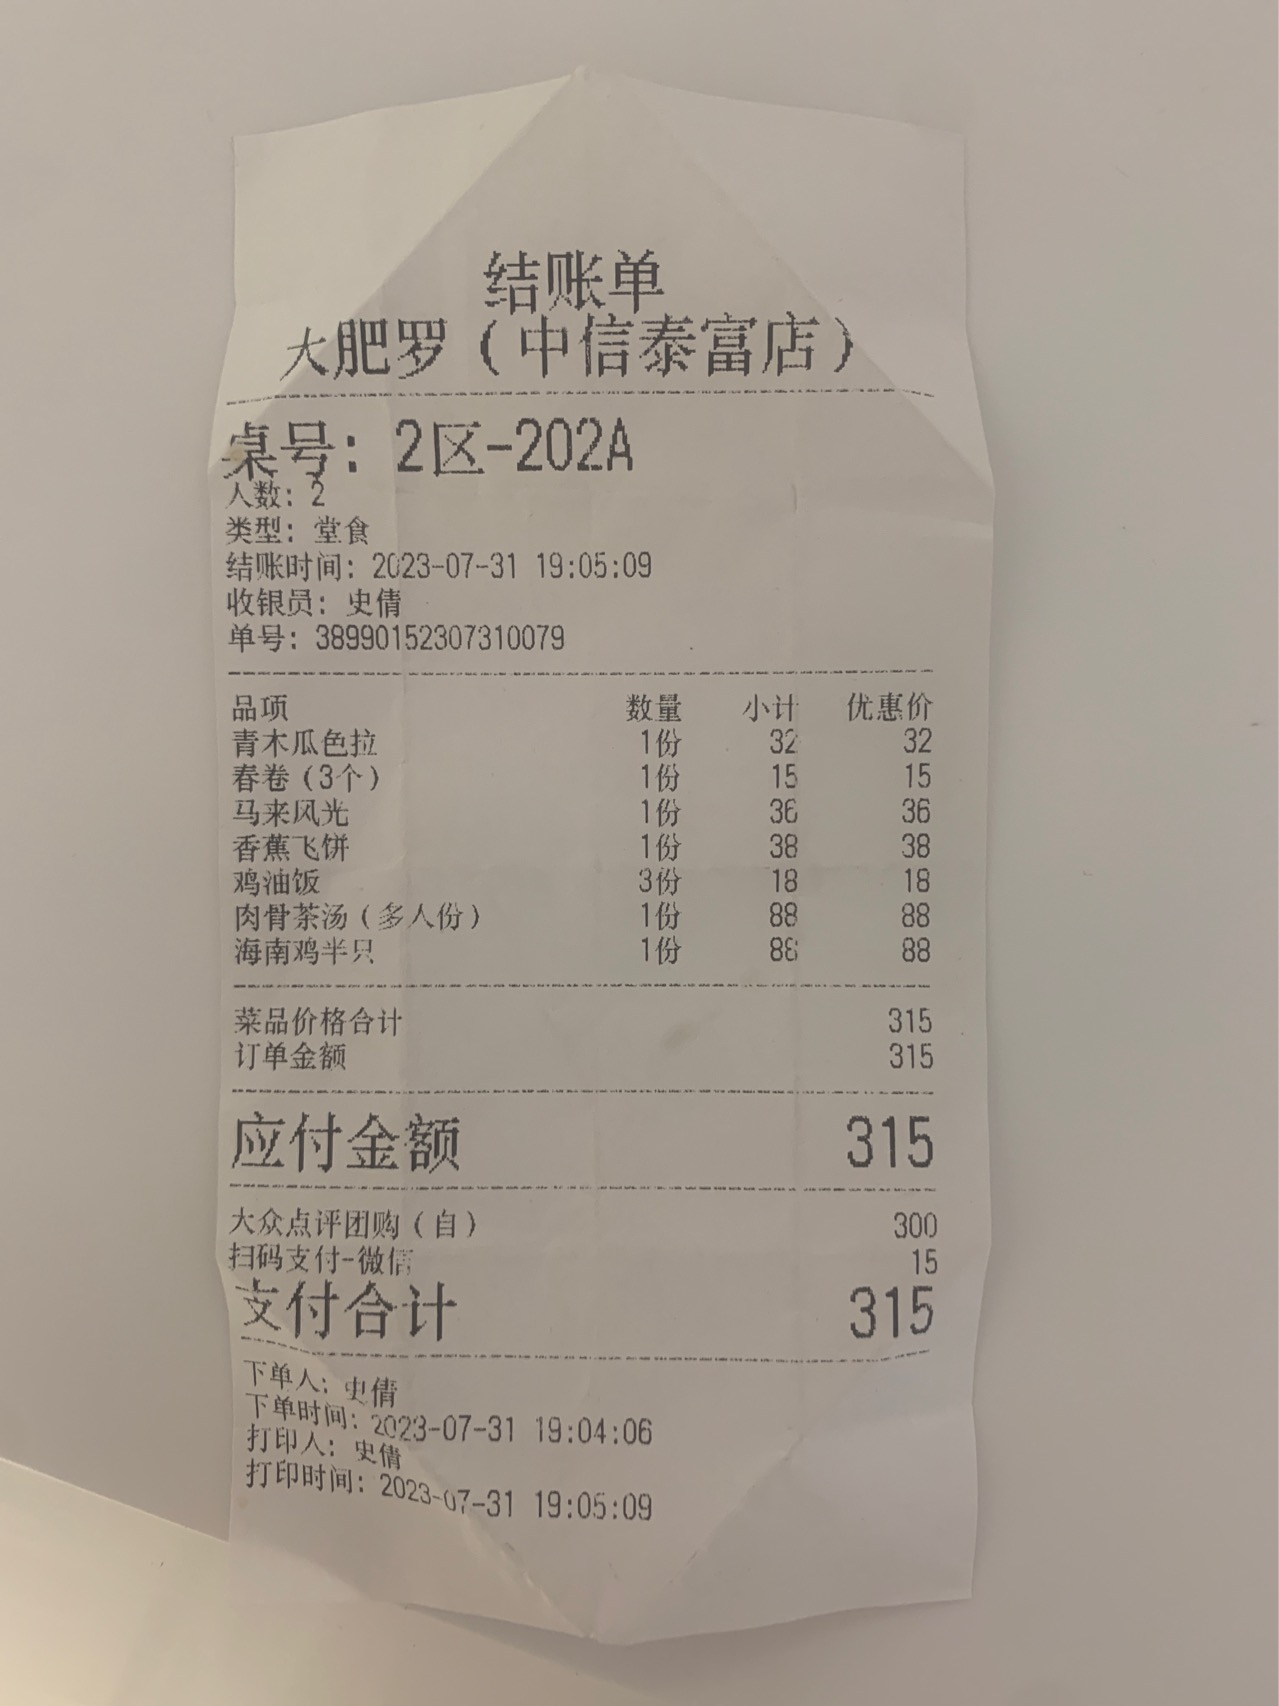 结账单
大肥罗（中信泰富店）
桌号：2区-202A
人数：2
类型：堂食
结账时间：2023-07-31 19:05:09
收银员：史倩
单号：38990152307310079
品项 数量 小计 优惠价
青木瓜色拉 1份 32 32
春卷（3个） 1份 15 15
马来风光 1份 36 36
香蕉飞饼 1份 38 38
鸡油饭 3份 18 18
肉骨茶汤（多人份） 1份 88 88
海南鸡半只 1份 88 88
菜品价格合计 315
订单金额 315
应付金额 315
大众点评团购（自） 300
扫码支付-微信 15
支付合计 315
下单人：史倩
下单时间：2023-07-31 19:04:06
打印人：史倩
打印时间：2023-07-31 19:05:09